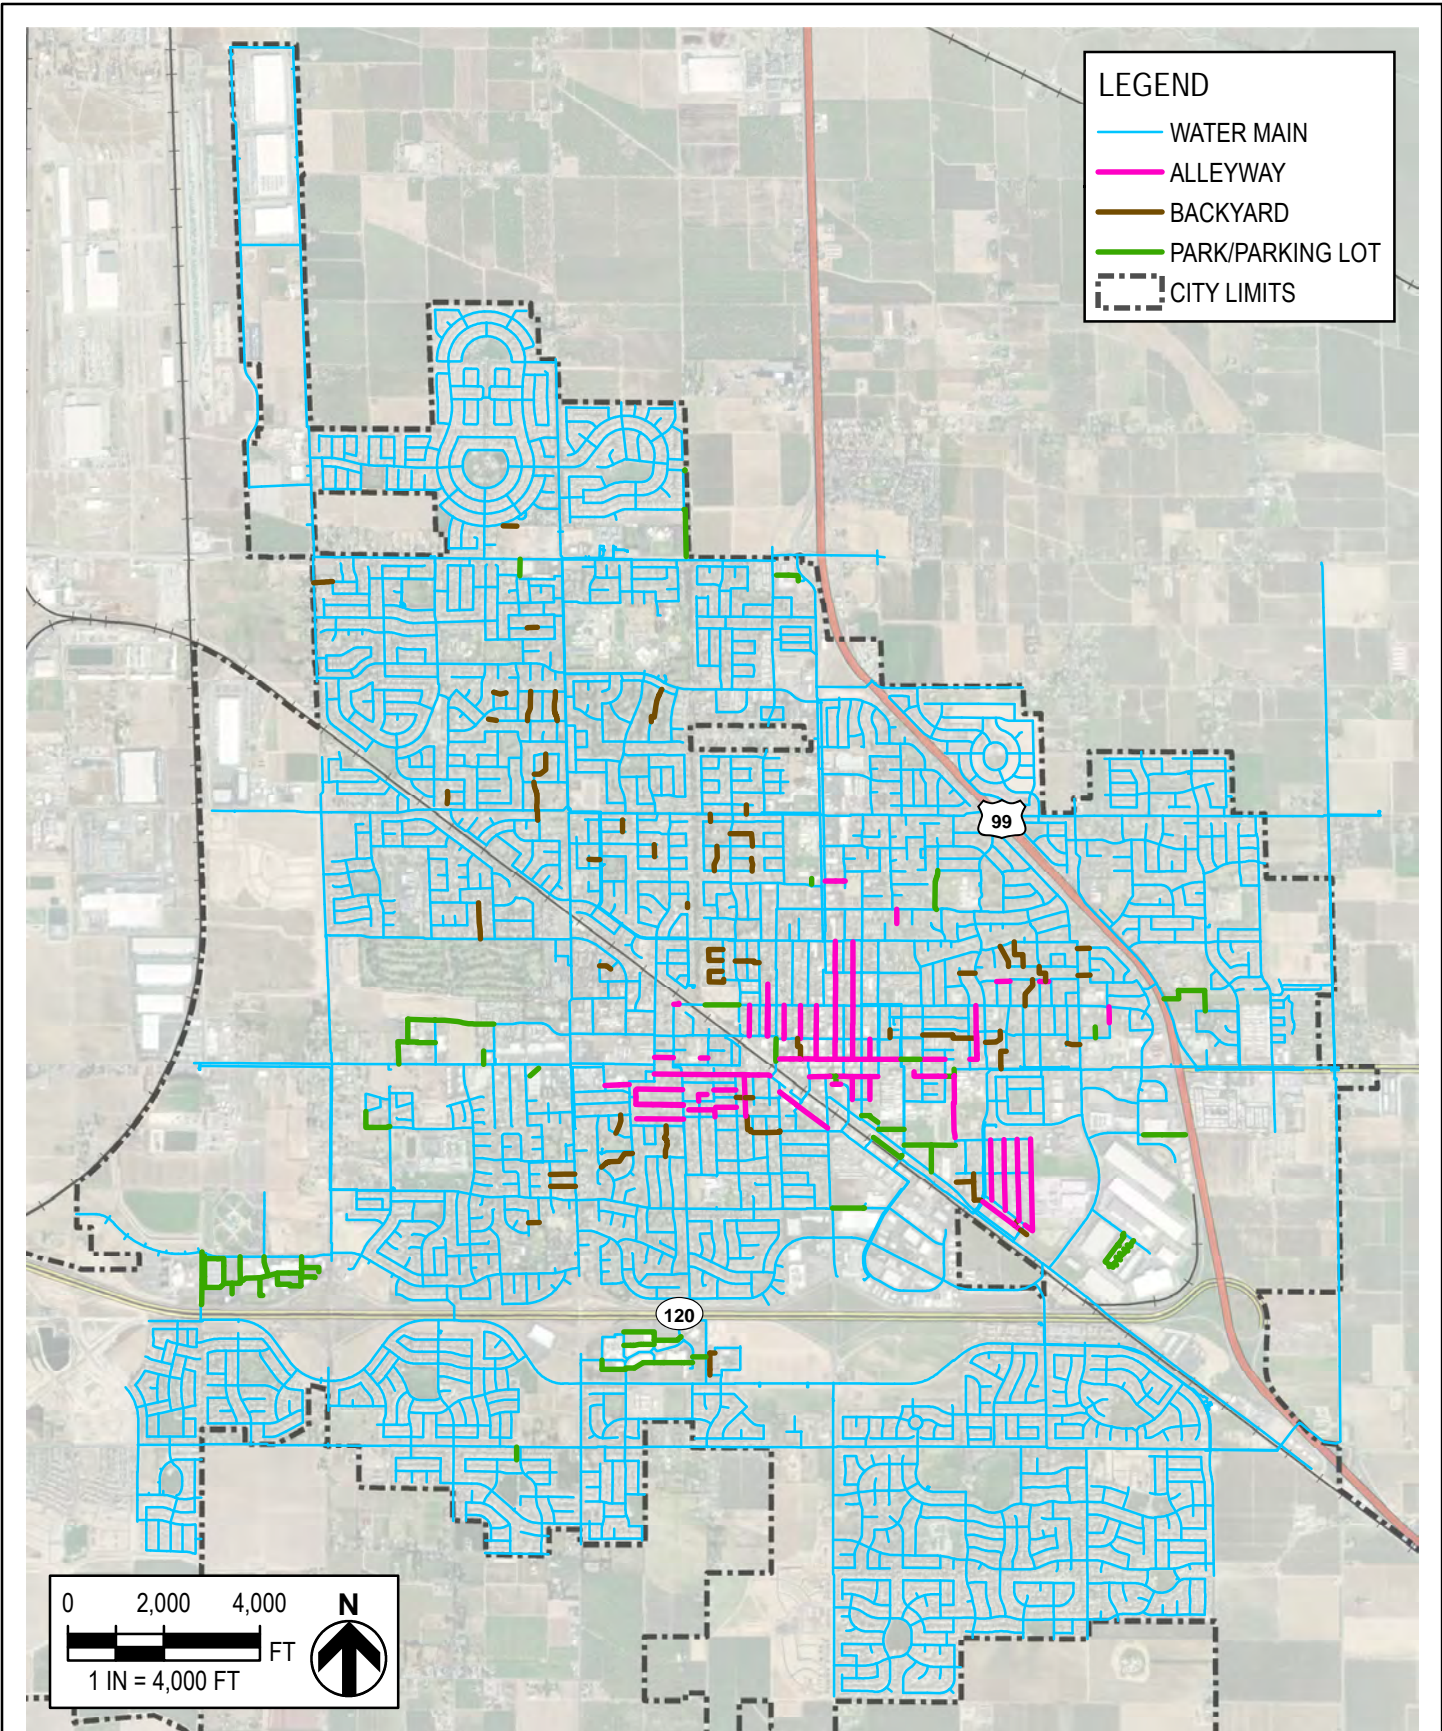 LEGEND
WATER MAIN
ALLEYWAY
BACKYARD
PARK/PARKING LOT
CITY LIMITS
99
120
0 2,000 4,000
FT
1 IN = 4,000 FT
N